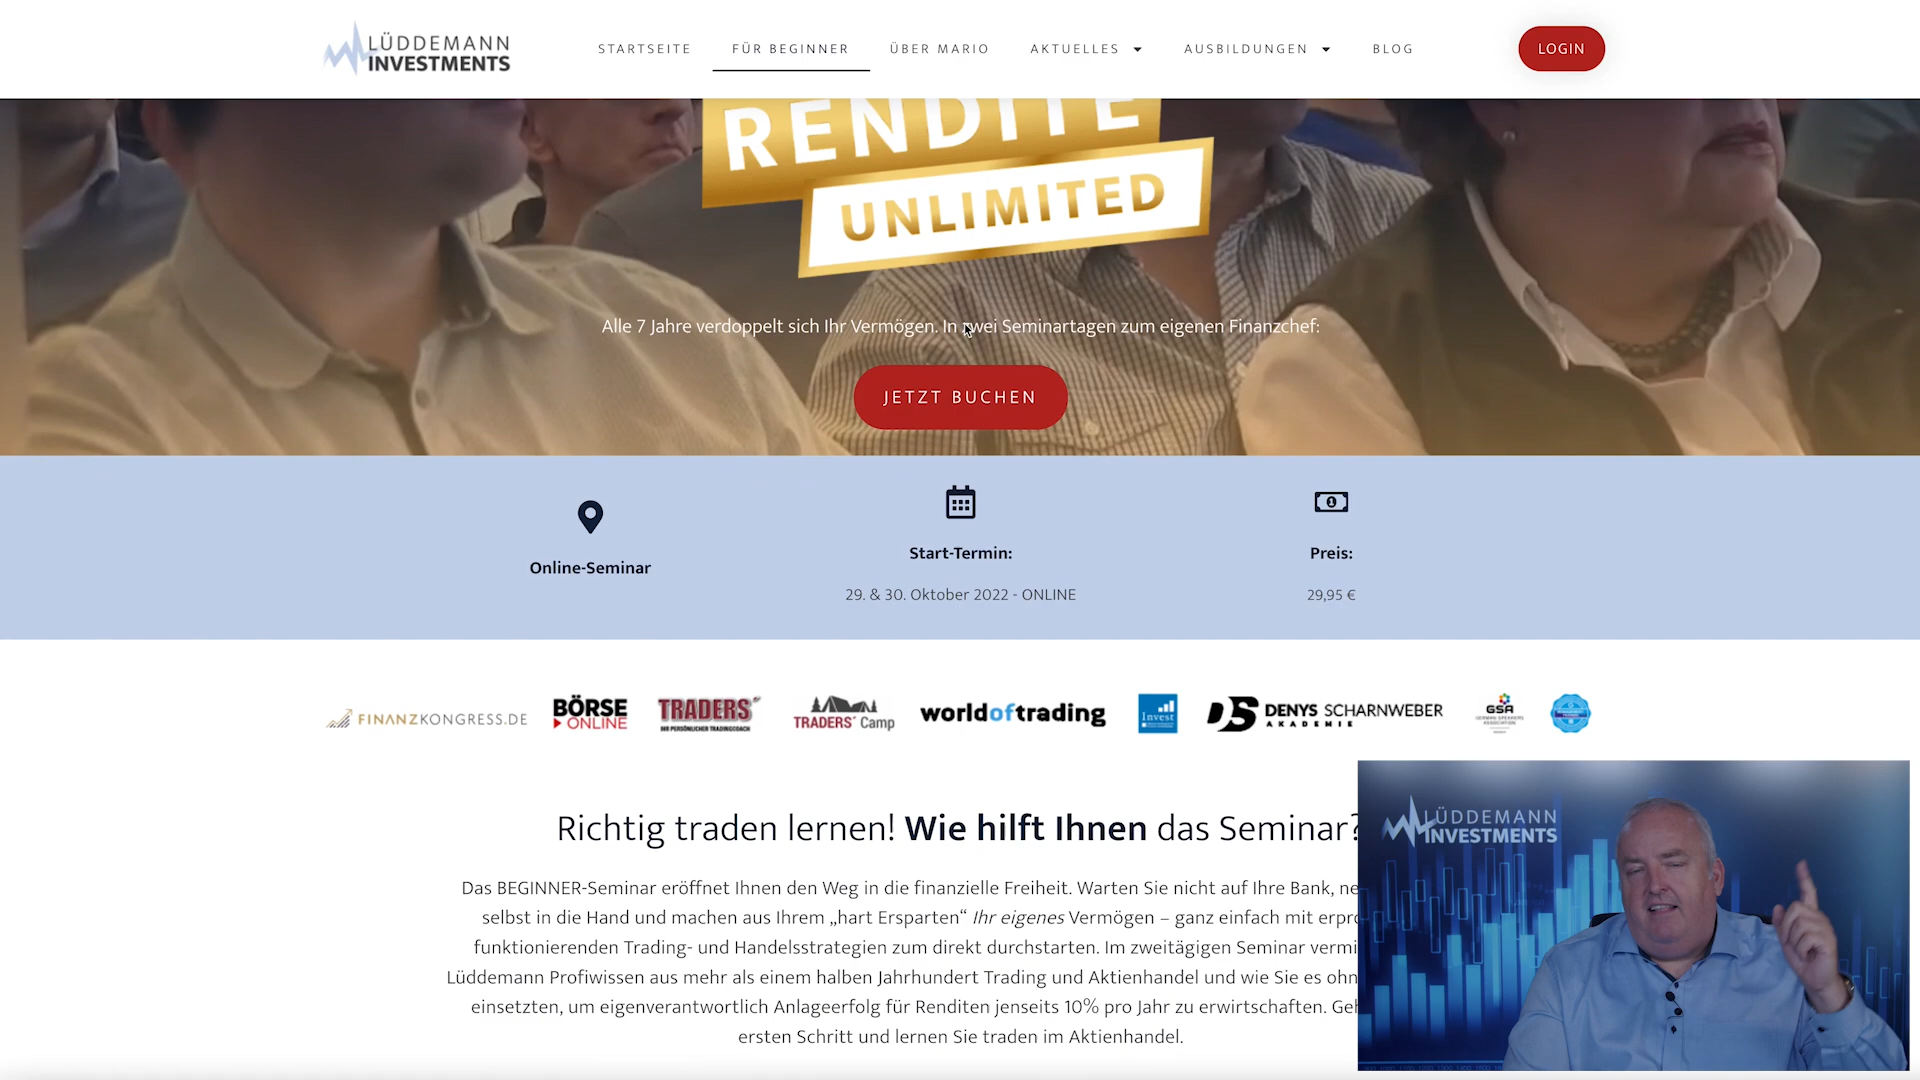 LÜDDEMANN
INVESTMENTS
STARTSEITE
FÜR BEGINNER
ÜBER MARIO
AKTUELLES
AUSBILDUNGEN
BLOG
LOGIN
RENDITE
UNLIMITED
Alle 7 Jahre verdoppelt sich Ihr Vermögen. In zwei Seminartagen zum eigenen Finanzchef:
JETZT BUCHEN
Online-Seminar
Start-Termin:
29. & 30. Oktober 2022 - ONLINE
Preis:
29,95 €
FINANZKONGRESS.DE
BÖRSE
ONLINE
TRADERS´
IHR PERSÖNLICHER TRADINGCOACH
TRADERS´ Camp
worldoftrading
Invest
DS DENYS SCHARNWEBER
AKADEMIE
GSA
GERMAN SPEAKERS
ASSOCIATION
Richtig traden lernen! Wie hilft Ihnen das Seminar?
Das BEGINNER-Seminar eröffnet Ihnen den Weg in die finanzielle Freiheit. Warten Sie nicht auf Ihre Bank, ne
selbst in die Hand und machen aus Ihrem „hart Ersparten“ Ihr eigenes Vermögen – ganz einfach mit erpro
funktionierenden Trading- und Handelsstrategien zum direkt durchstarten. Im zweitägigen Seminar vermi
Lüddemann Profiwissen aus mehr als einem halben Jahrhundert Trading und Aktienhandel und wie Sie es ohn
einsetzten, um eigenverantwortlich Anlageerfolg für Renditen jenseits 10% pro Jahr zu erwirtschaften. Geh
ersten Schritt und lernen Sie traden im Aktienhandel.
LÜDDEMANN
INVESTMENTS